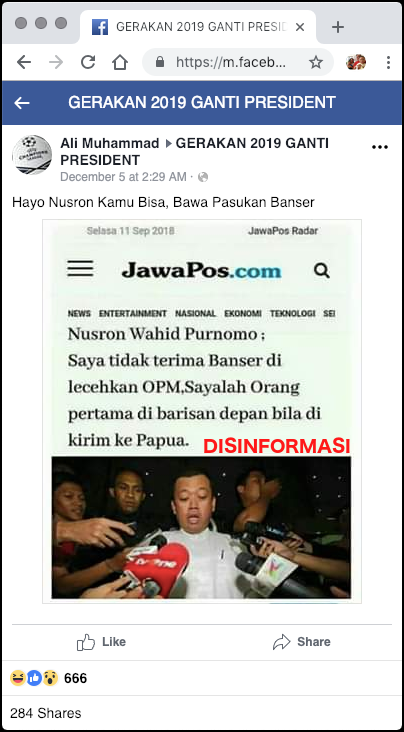 GERAKAN 2019 GANTI PRESID
https://m.faceb...
GERAKAN 2019 GANTI PRESIDENT
Ali Muhammad GERAKAN 2019 GANTI
PRESIDENT
December 5 at 2:29 AM
Hayo Nusron Kamu Bisa, Bawa Pasukan Banser
Selasa 11 Sep 2018 JawaPos Radar
JawaPos.com
NEWS ENTERTAINMENT NASIONAL EKONOMI TEKNOLOGI SEI
Nusron Wahid Purnomo ;
Saya tidak terima Banser di
lecehkan OPM,Sayalah Orang
pertama di barisan depan bila di
kirim ke Papua.
DISINFORMASI
tvOne
Like Share
666
284 Shares